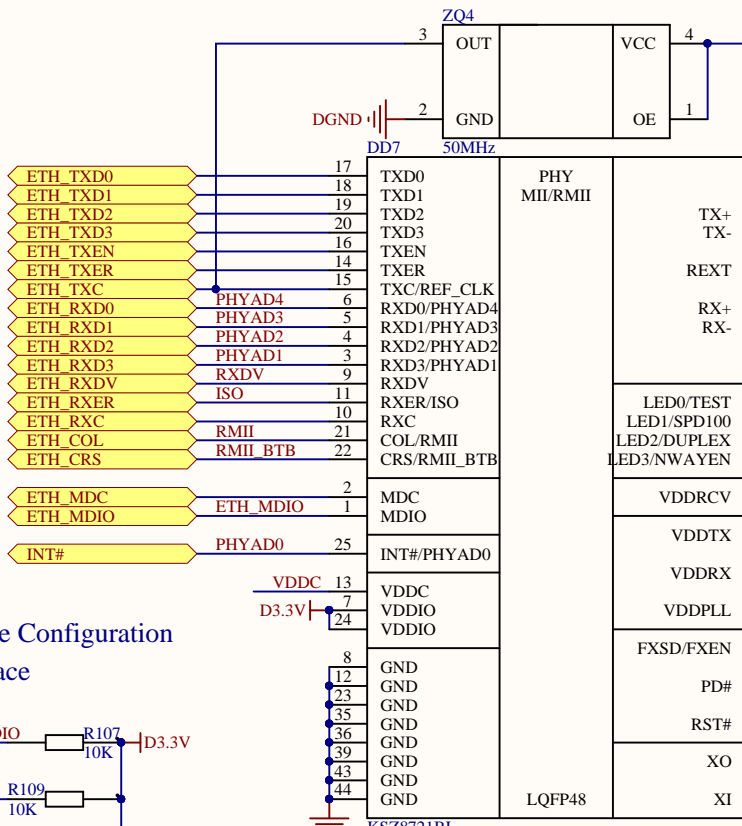 ZQ4
3 OUT VCC 4
DGND 2 GND OE 1
DD7 50MHz
PHY
MII/RMII
ETH_TXD0 17 TXD0
ETH_TXD1 18 TXD1
ETH_TXD2 19 TXD2 TX+
ETH_TXD3 20 TXD3 TX-
ETH_TXEN 16 TXEN
ETH_TXER 14 TXER REXT
ETH_TXC 15 TXC/REF_CLK
ETH_RXD0 PHYAD4 6 RXD0/PHYAD4 RX+
ETH_RXD1 PHYAD3 5 RXD1/PHYAD3 RX-
ETH_RXD2 PHYAD2 4 RXD2/PHYAD2
ETH_RXD3 PHYAD1 3 RXD3/PHYAD1
ETH_RXDV RXDV 9 RXDV
ETH_RXER ISO 11 RXER/ISO LED0/TEST
ETH_RXC 10 RXC LED1/SPD100
ETH_COL RMII 21 COL/RMII LED2/DUPLEX
ETH_CRS RMII_BTB 22 CRS/RMII_BTB LED3/NWAYEN
ETH_MDC 2 MDC VDDRCV
ETH_MDIO ETH_MDIO 1 MDIO
VDDTX
INT# PHYAD0 25 INT#/PHYAD0
VDDRX
VDDC 13 VDDC
D3.3V 7 VDDIO VDDPLL
24 VDDIO
e Configuration
FXSD/FXEN
ace
8 GND
12 GND PD#
23 GND
35 GND RST#
36 GND
39 GND XO
43 GND
44 GND LQFP48 XI
DIO R107 D3.3V
10K
R109
10K